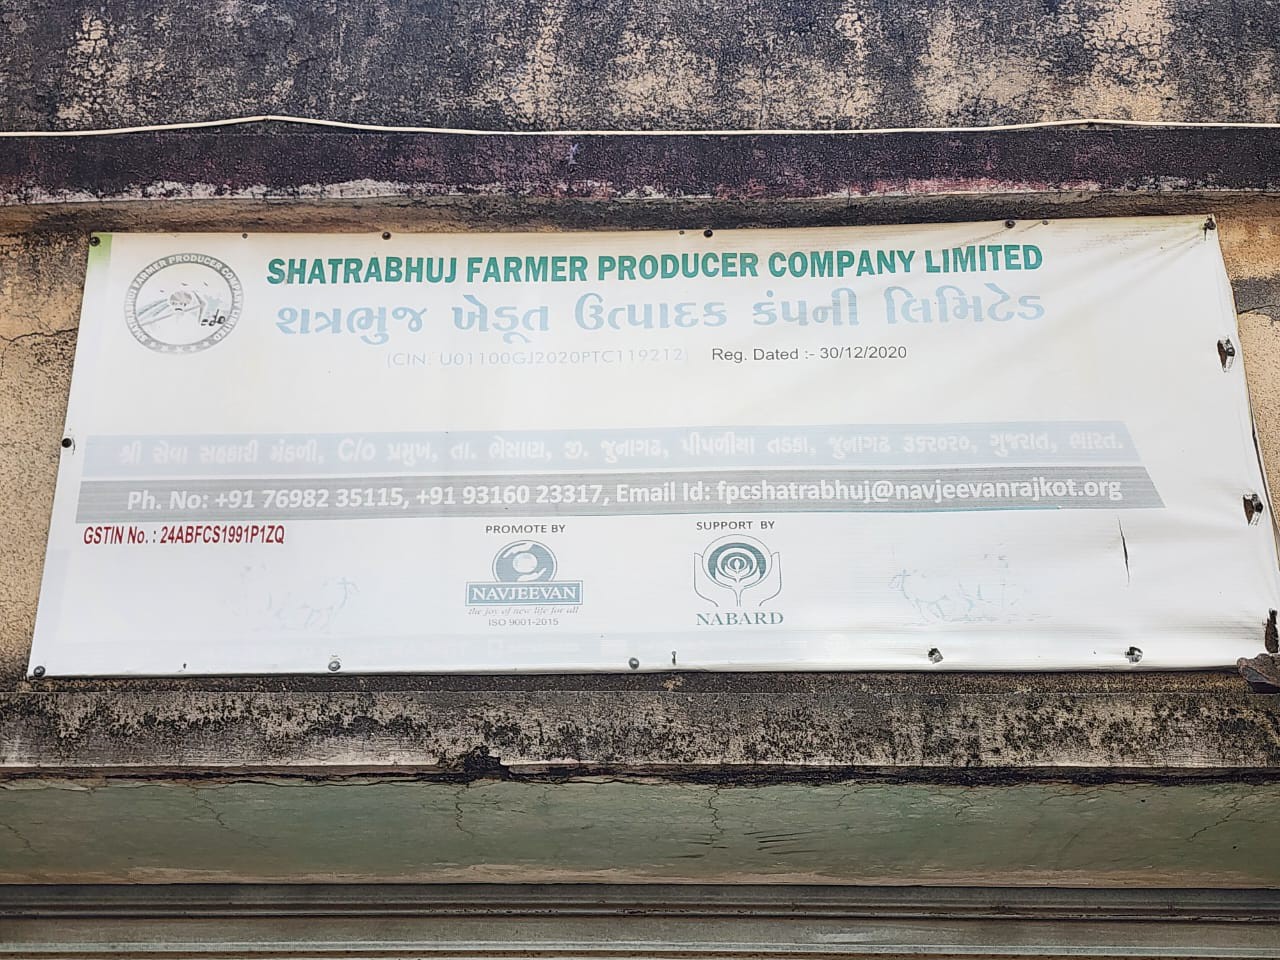 SHATRABHUJ FARMER PRODUCER COMPANY LIMITED
શત્રભુજ ખેડૂત ઉત્પાદક કંપની લિમિટેડ
(CIN: U01100GJ2020PTC119212) Reg. Dated :- 30/12/2020
શ્રી સેવા સહકારી મંડળી, C/o પ્રમુખ, તા. ભેસાણ, જી. જુનાગઢ, પીપળીયા તડકા, જુનાગઢ ૩૬૨૦૨૦, ગુજરાત, ભારત.
Ph. No: +91 76982 35115, +91 93160 23317, Email Id: fpcshatrabhuj@navjeevanrajkot.org
GSTIN No. : 24ABFCS1991P1ZQ
PROMOTE BY
NAVJEEVAN
the joy of new life for all
ISO 9001-2015
SUPPORT BY
NABARD